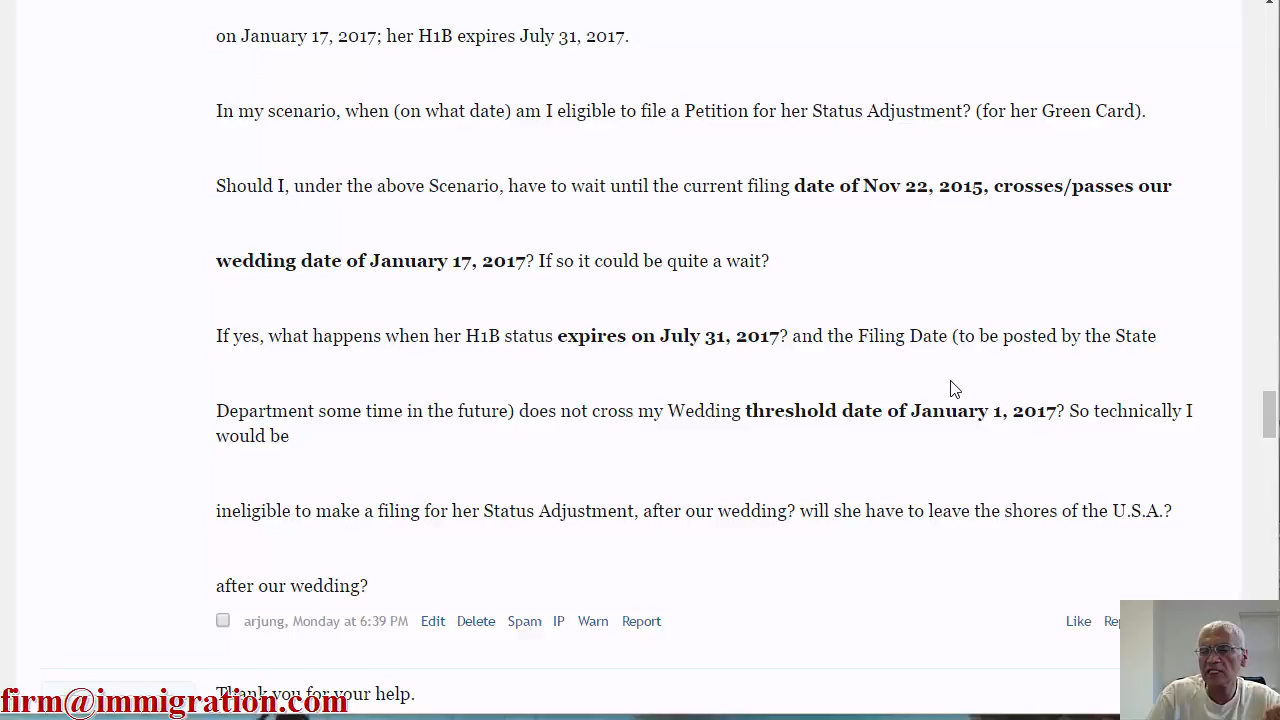 on January 17, 2017; her H1B expires July 31, 2017.
In my scenario, when (on what date) am I eligible to file a Petition for her Status Adjustment? (for her Green Card).
Should I, under the above Scenario, have to wait until the current filing date of Nov 22, 2015, crosses/passes our
wedding date of January 17, 2017? If so it could be quite a wait?
If yes, what happens when her H1B status expires on July 31, 2017? and the Filing Date (to be posted by the State
Department some time in the future) does not cross my Wedding threshold date of January 1, 2017? So technically I
would be
ineligible to make a filing for her Status Adjustment, after our wedding? will she have to leave the shores of the U.S.A.?
after our wedding?
arjung, Monday at 6:39 PM Edit Delete Spam IP Warn Report Like
Thank you for your help.
firm@immigration.com